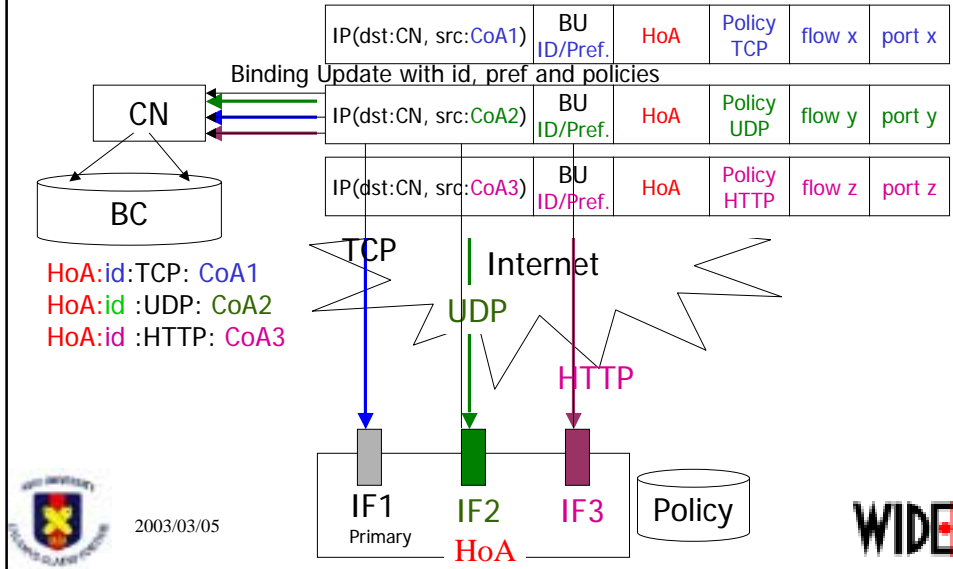 IP(dst:CN, src:CoA1) BU ID/Pref. HoA Policy TCP flow x port x
Binding Update with id, pref and policies
CN
IP(dst:CN, src:CoA2) BU ID/Pref. HoA Policy UDP flow y port y
IP(dst:CN, src:CoA3) BU ID/Pref. HoA Policy HTTP flow z port z
BC
HoA:id:TCP: CoA1
HoA:id :UDP: CoA2
HoA:id :HTTP: CoA3
TCP
Internet
UDP
HTTP
IF1
Primary
IF2
IF3
HoA
Policy
2003/03/05
WIDE